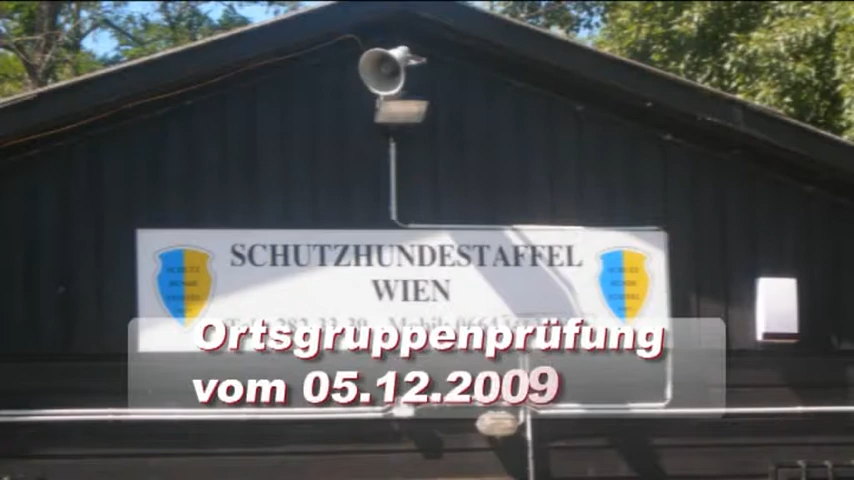 SCHUTZHUNDESTAFFEL
WIEN
Ortsgruppenprüfung
vom 05.12.2009